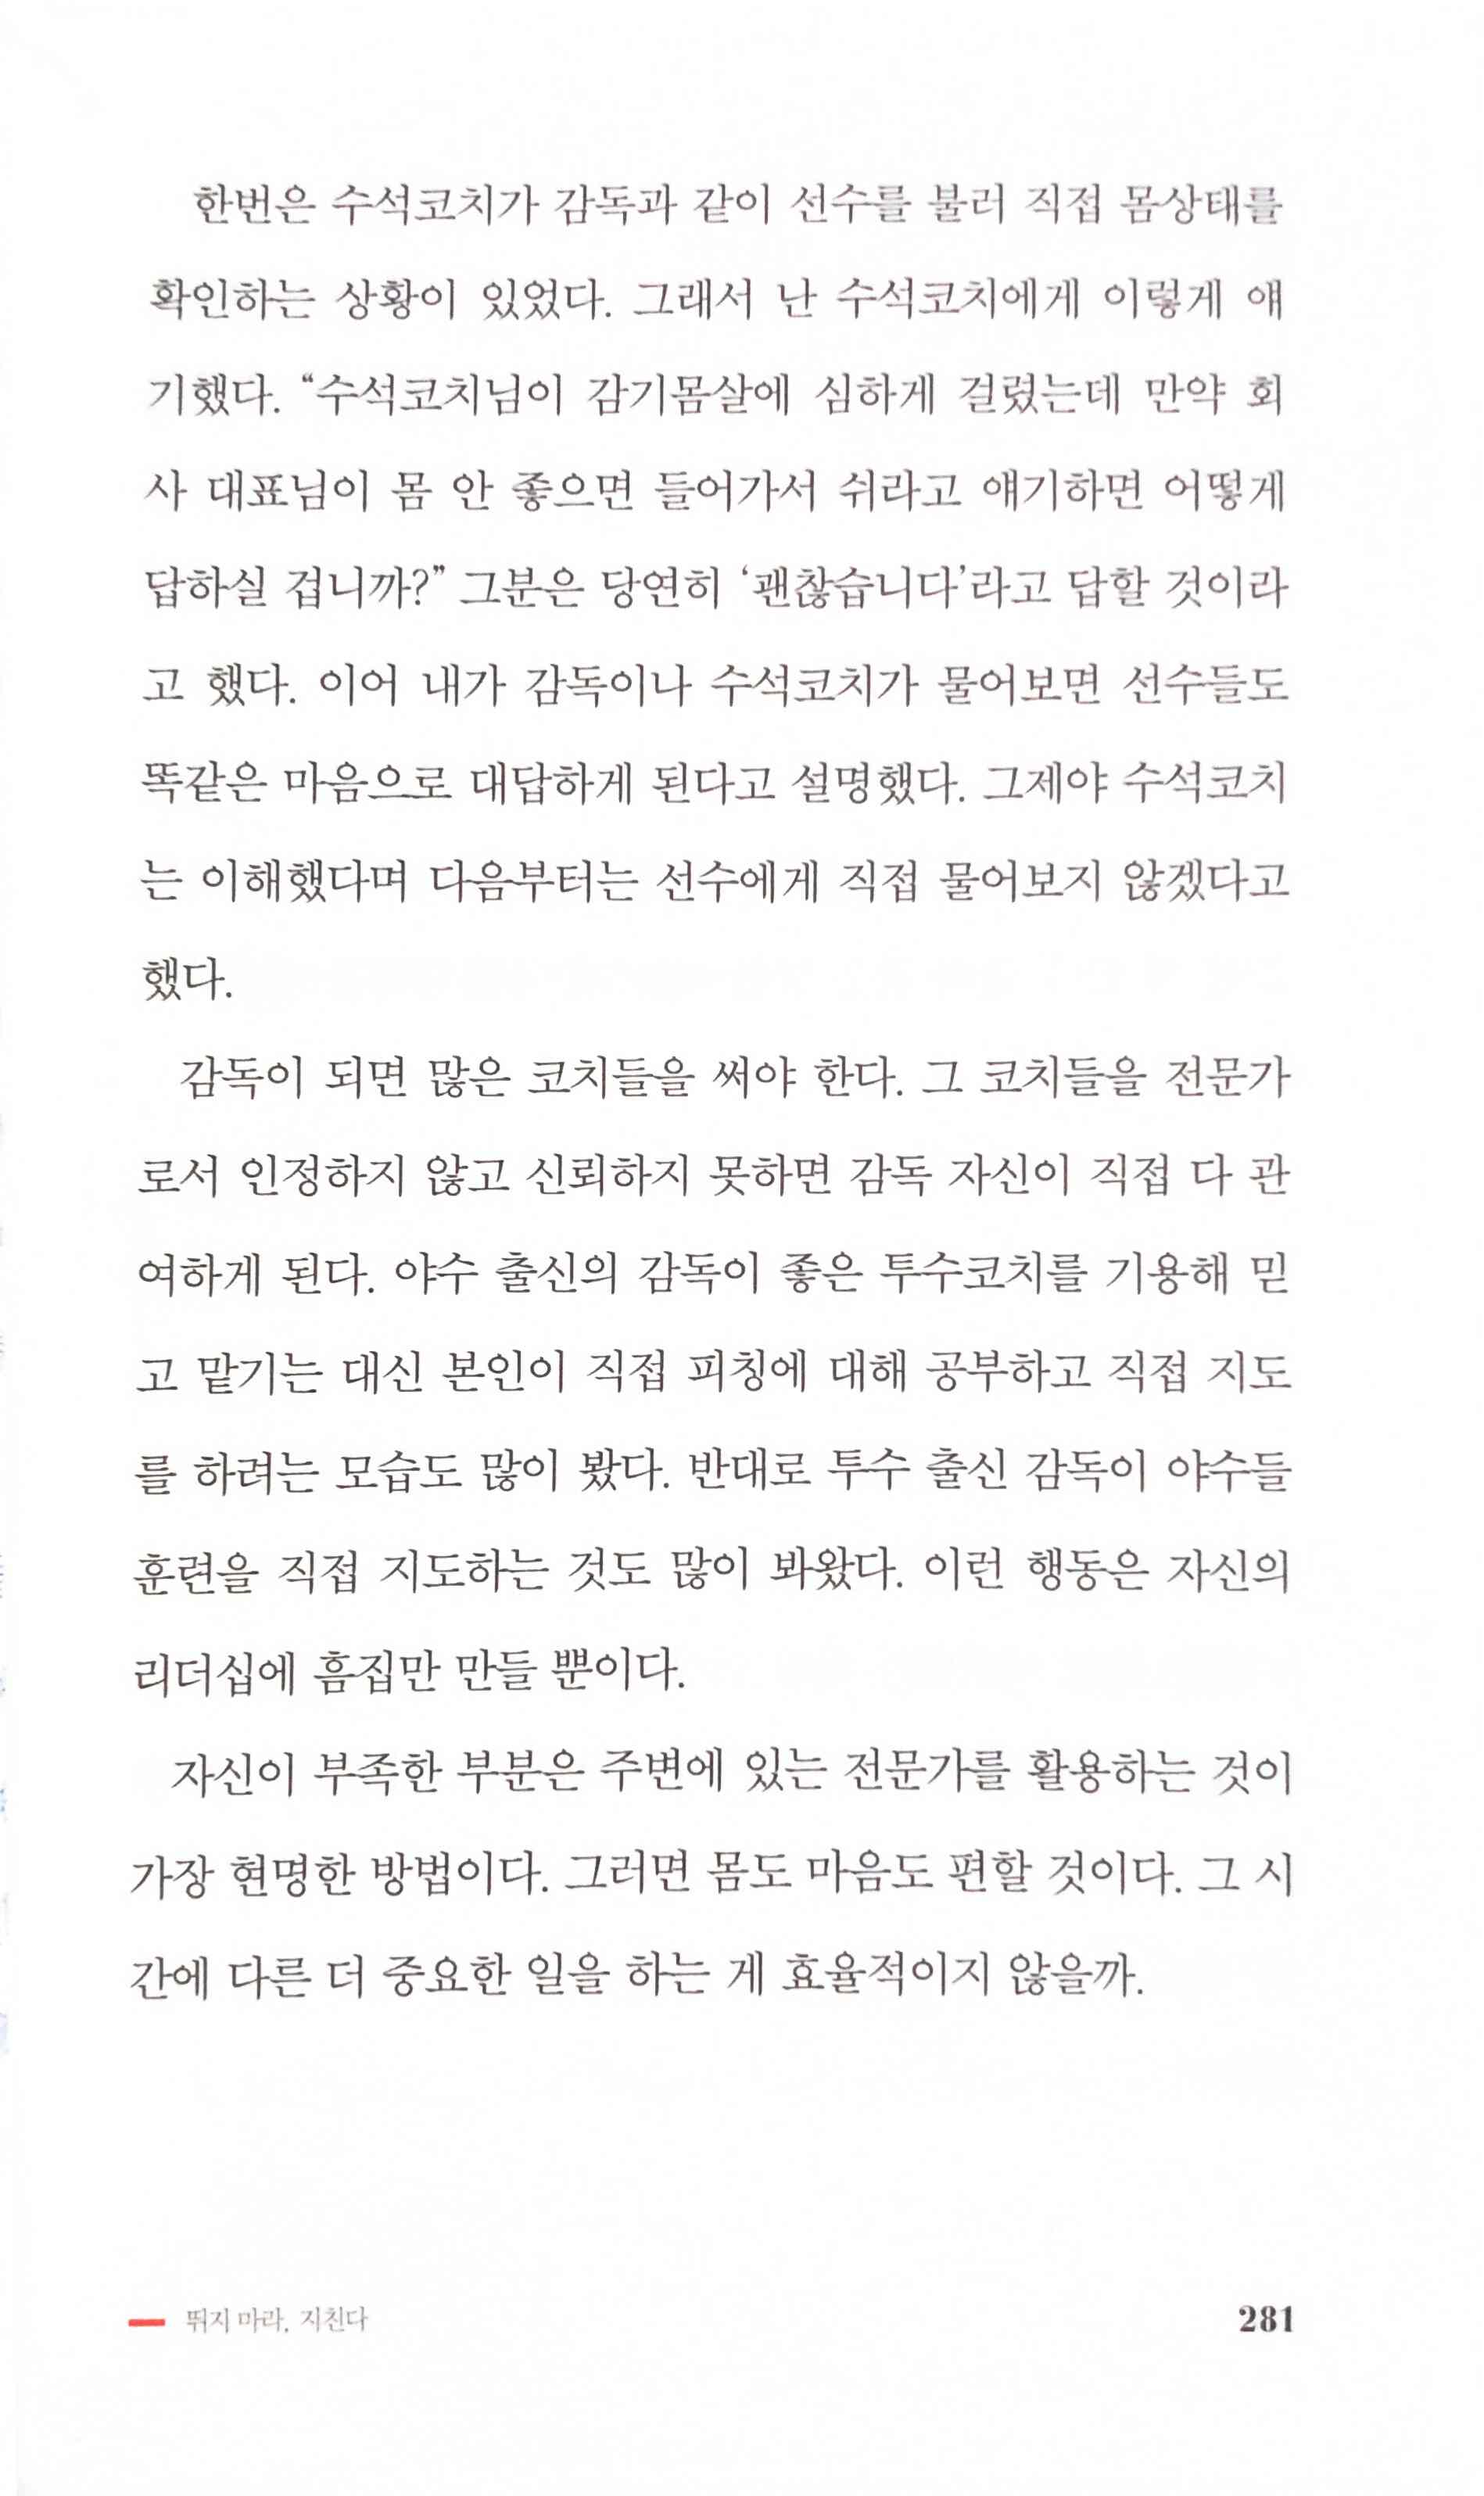 한번은 수석코치가 감독과 같이 선수를 불러 직접 몸상태를
확인하는 상황이 있었다. 그래서 난 수석코치에게 이렇게 얘
기했다. “수석코치님이 감기몸살에 심하게 걸렸는데 만약 회
사 대표님이 몸 안 좋으면 들어가서 쉬라고 얘기하면 어떻게
답하실 겁니까?” 그분은 당연히 ‘괜찮습니다’라고 답할 것이라
고 했다. 이어 내가 감독이나 수석코치가 물어보면 선수들도
똑같은 마음으로 대답하게 된다고 설명했다. 그제야 수석코치
는 이해했다며 다음부터는 선수에게 직접 물어보지 않겠다고
했다.
감독이 되면 많은 코치들을 써야 한다. 그 코치들을 전문가
로서 인정하지 않고 신뢰하지 못하면 감독 자신이 직접 다 관
여하게 된다. 야수 출신의 감독이 좋은 투수코치를 기용해 믿
고 맡기는 대신 본인이 직접 피칭에 대해 공부하고 직접 지도
를 하려는 모습도 많이 봤다. 반대로 투수 출신 감독이 야수들
훈련을 직접 지도하는 것도 많이 봐왔다. 이런 행동은 자신의
리더십에 흠집만 만들 뿐이다.
자신이 부족한 부분은 주변에 있는 전문가를 활용하는 것이
가장 현명한 방법이다. 그러면 몸도 마음도 편할 것이다. 그 시
간에 다른 더 중요한 일을 하는 게 효율적이지 않을까.
뛰지 마라, 지친다
281